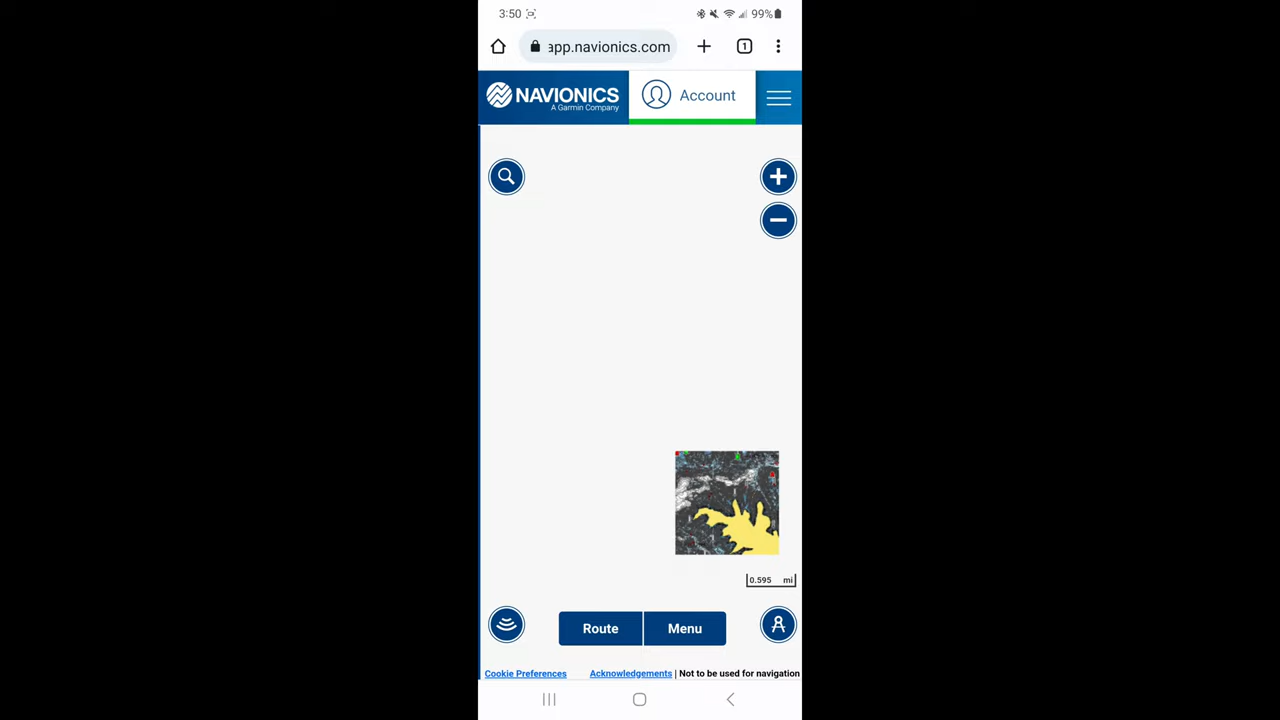 3:50 99%
app.navionics.com 1
NAVIONICS
A Garmin Company
Account
0.595 mi
Route Menu
Cookie Preferences Acknowledgements | Not to be used for navigation